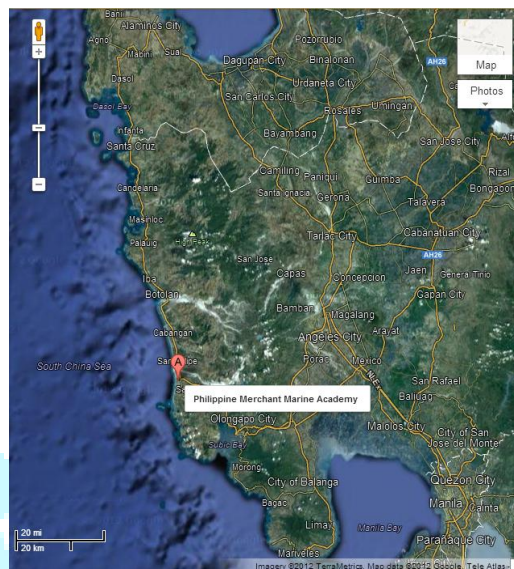 Bani
Alaminos City
Agno
Mabini
Sual
Pozorrubio
Binalonan
Dagupan City
Map
AH26
Dasol
Urdaneta City
San Carlos City
Photos
Dasol Bay
Rosales
Umingan
Infanta
Bayambang
Santa Cruz
San Jose City
Camiling
Paniqui
Guimba
Rizal
Candelaria
Santa Ignacia
Gerona
Talavera
Bongabon
Masinloc
Palauig
High Peak
Tarlac City
Cabanatuan City
AH26
San Jose
Iba
Capas
Concepcion
Jaen
General Tinio
Botolan
Bamban
Gapan City
Magalang
Cabangan
Angeles City
Arayat
South China Sea
San Felipe
A
Porac
Mexico
NLE
San Rafael
Philippine Merchant Marine Academy
Baliuag
Olongapo City
Malolos City
City of San
Jose del Monte
Subic Bay
Morong
City of Balanga
Quezon City
Bagac
Manila
Cainta
20 mi
20 km
Limay
Manila Bay
Parañaque City
Mariveles
Imagery ©2012 TerraMetrics, Map data ©2012 Google, Tele Atlas -